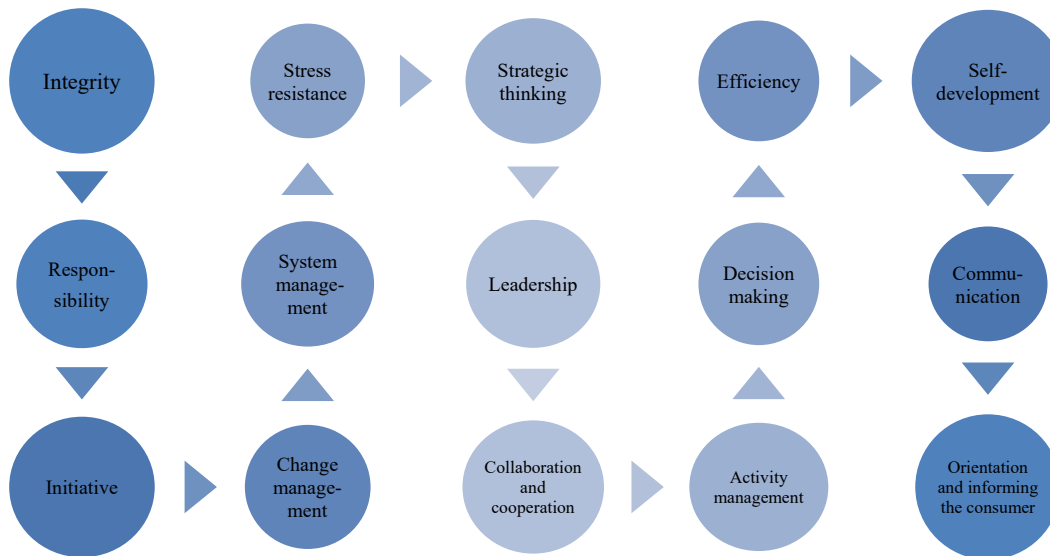 Integrity
Respon-
sibility
Initiative
Change
manage-
ment
System
manage-
ment
Stress
resistance
Strategic
thinking
Leadership
Collaboration
and
cooperation
Activity
management
Decision
making
Efficiency
Self-
development
Commu-
nication
Orientation
and informing
the consumer